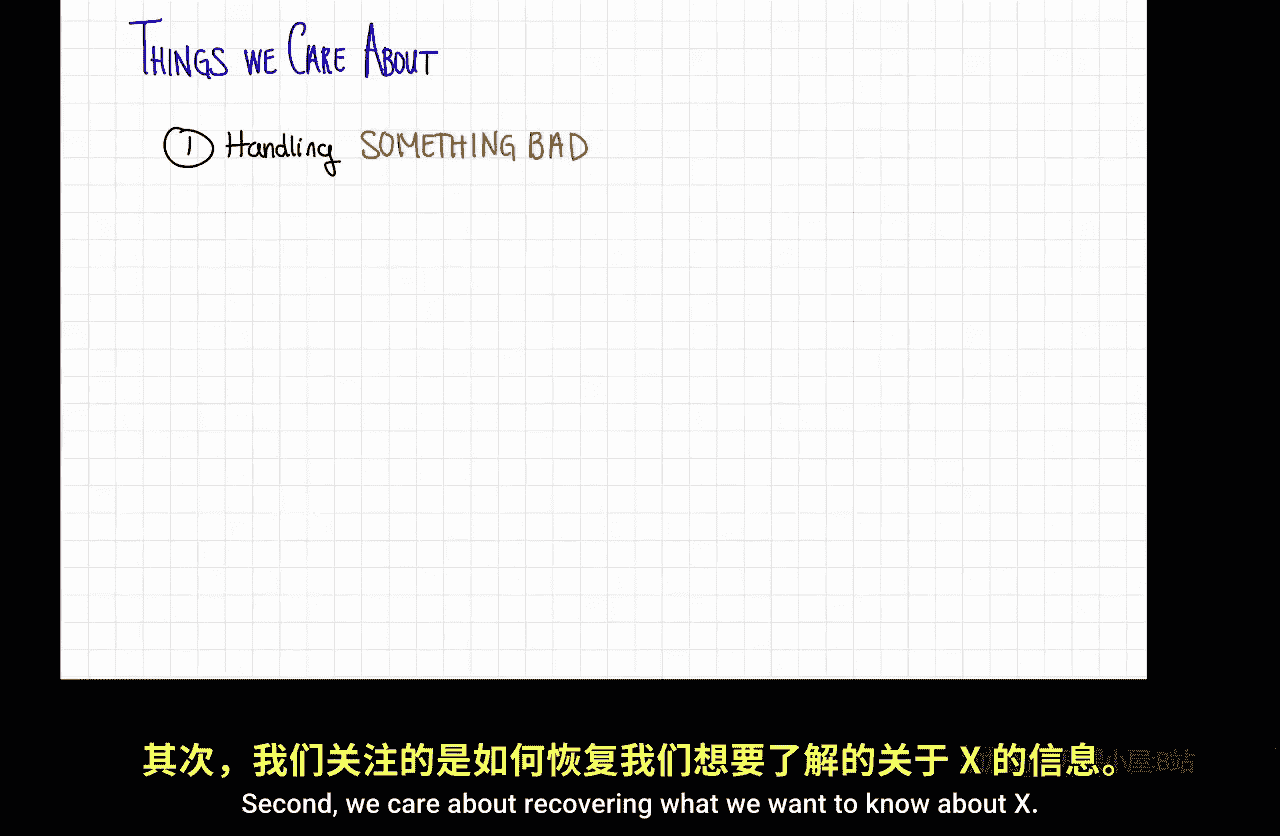 THINGS WE CARE ABOUT
① Handling SOMETHING BAD
其次，我们关注的是如何恢复我们想要了解的关于 X 的信息。
Second, we care about recovering what we want to know about X.